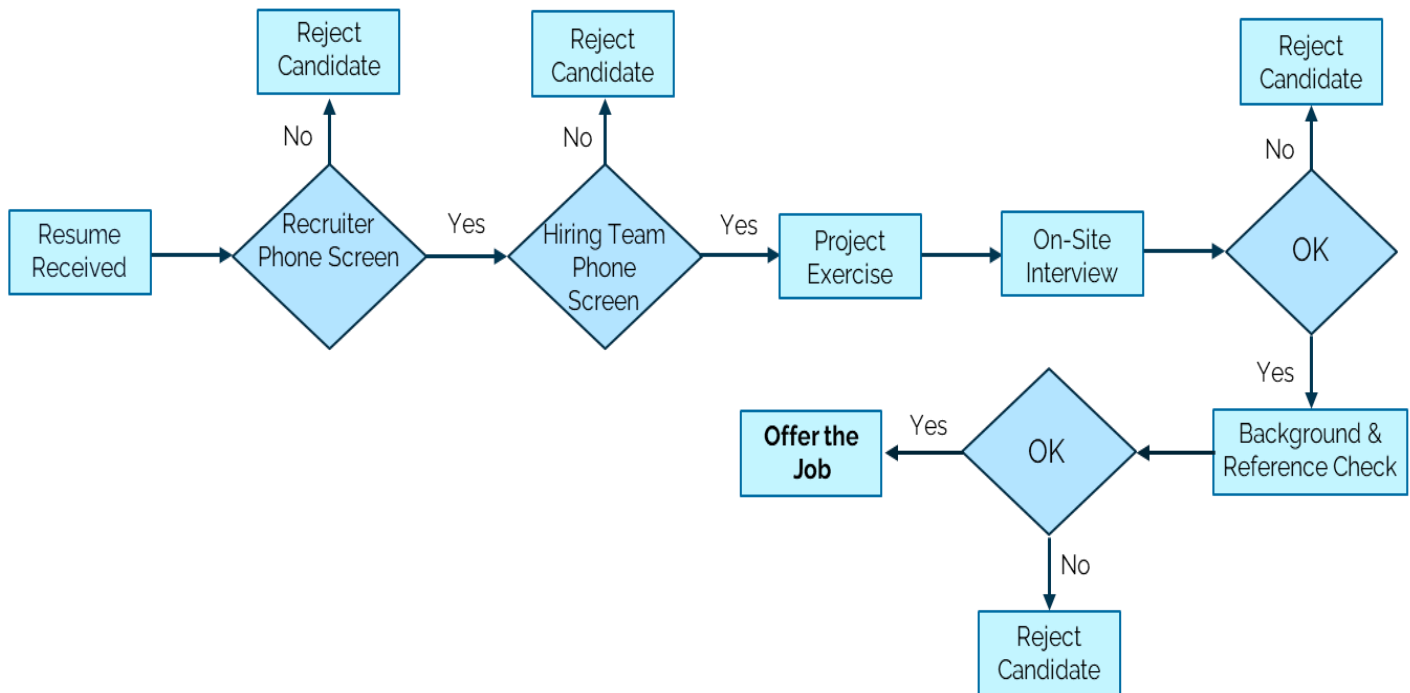 Reject
Candidate
Reject
Candidate
Reject
Candidate
No
No
No
Resume
Received
Recruiter
Phone Screen
Yes
Hiring Team
Phone
Screen
Yes
Project
Exercise
On-Site
Interview
OK
Yes
Background &
Reference Check
OK
Yes
Offer the
Job
No
Reject
Candidate